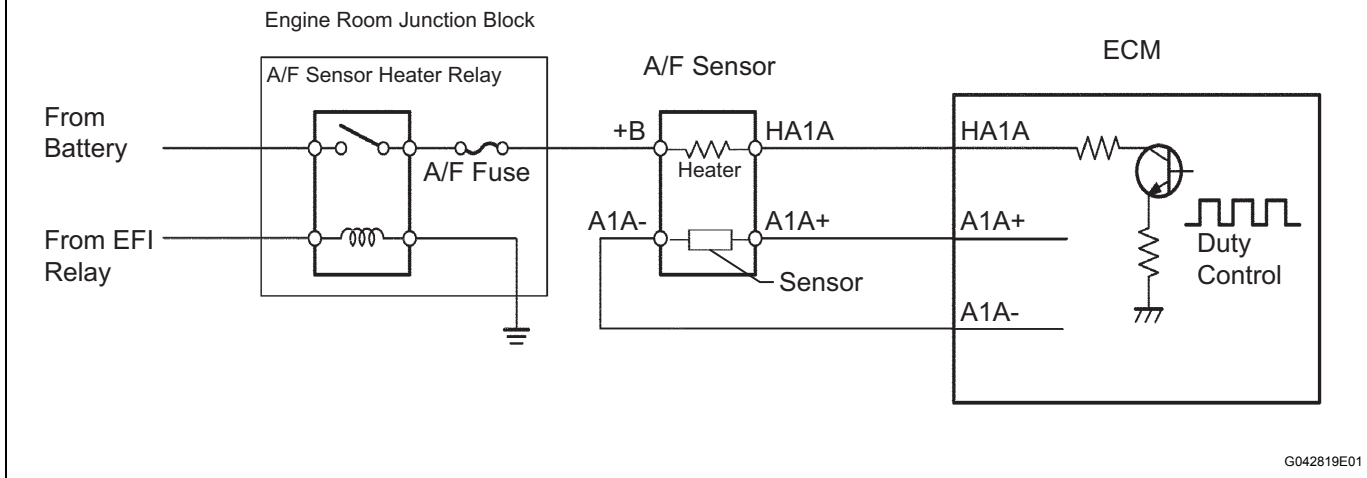 Engine Room Junction Block
A/F Sensor Heater Relay
A/F Sensor
ECM
From
Battery
A/F Fuse
+B
Heater
HA1A
HA1A
From EFI
Relay
A1A-
A1A+
A1A+
Sensor
A1A-
Duty
Control
G042819E01